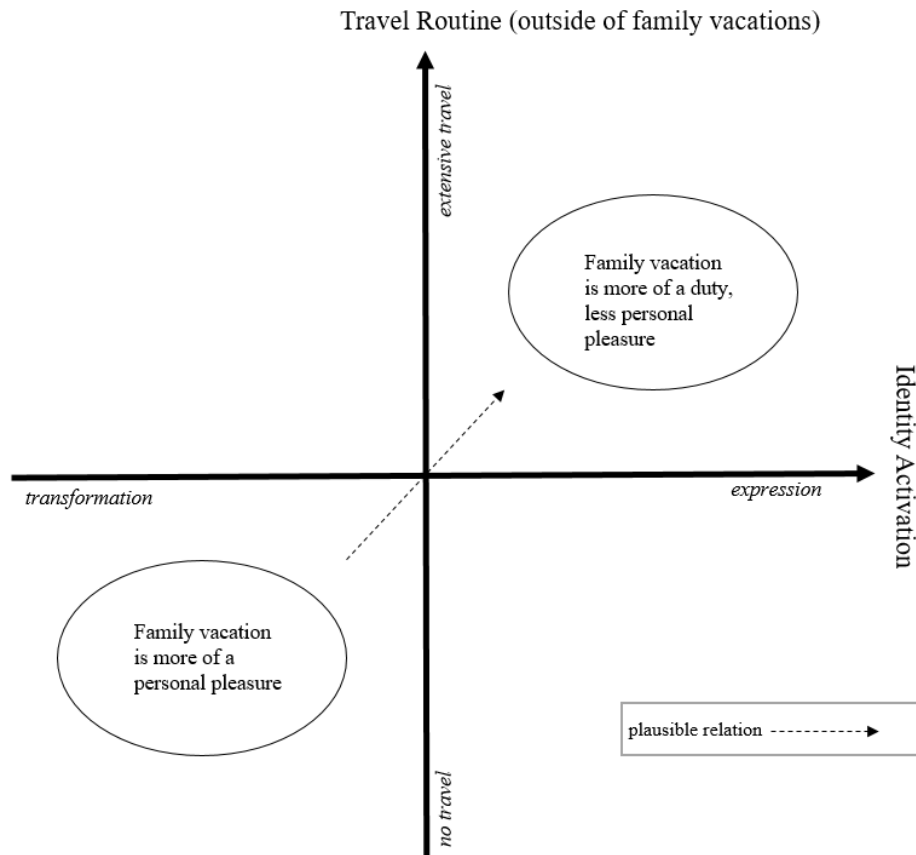 Travel Routine (outside of family vacations)
extensive travel
Family vacation
is more of a duty,
less personal
pleasure
Identity Activation
transformation
expression
Family vacation
is more of a
personal pleasure
plausible relation
no travel